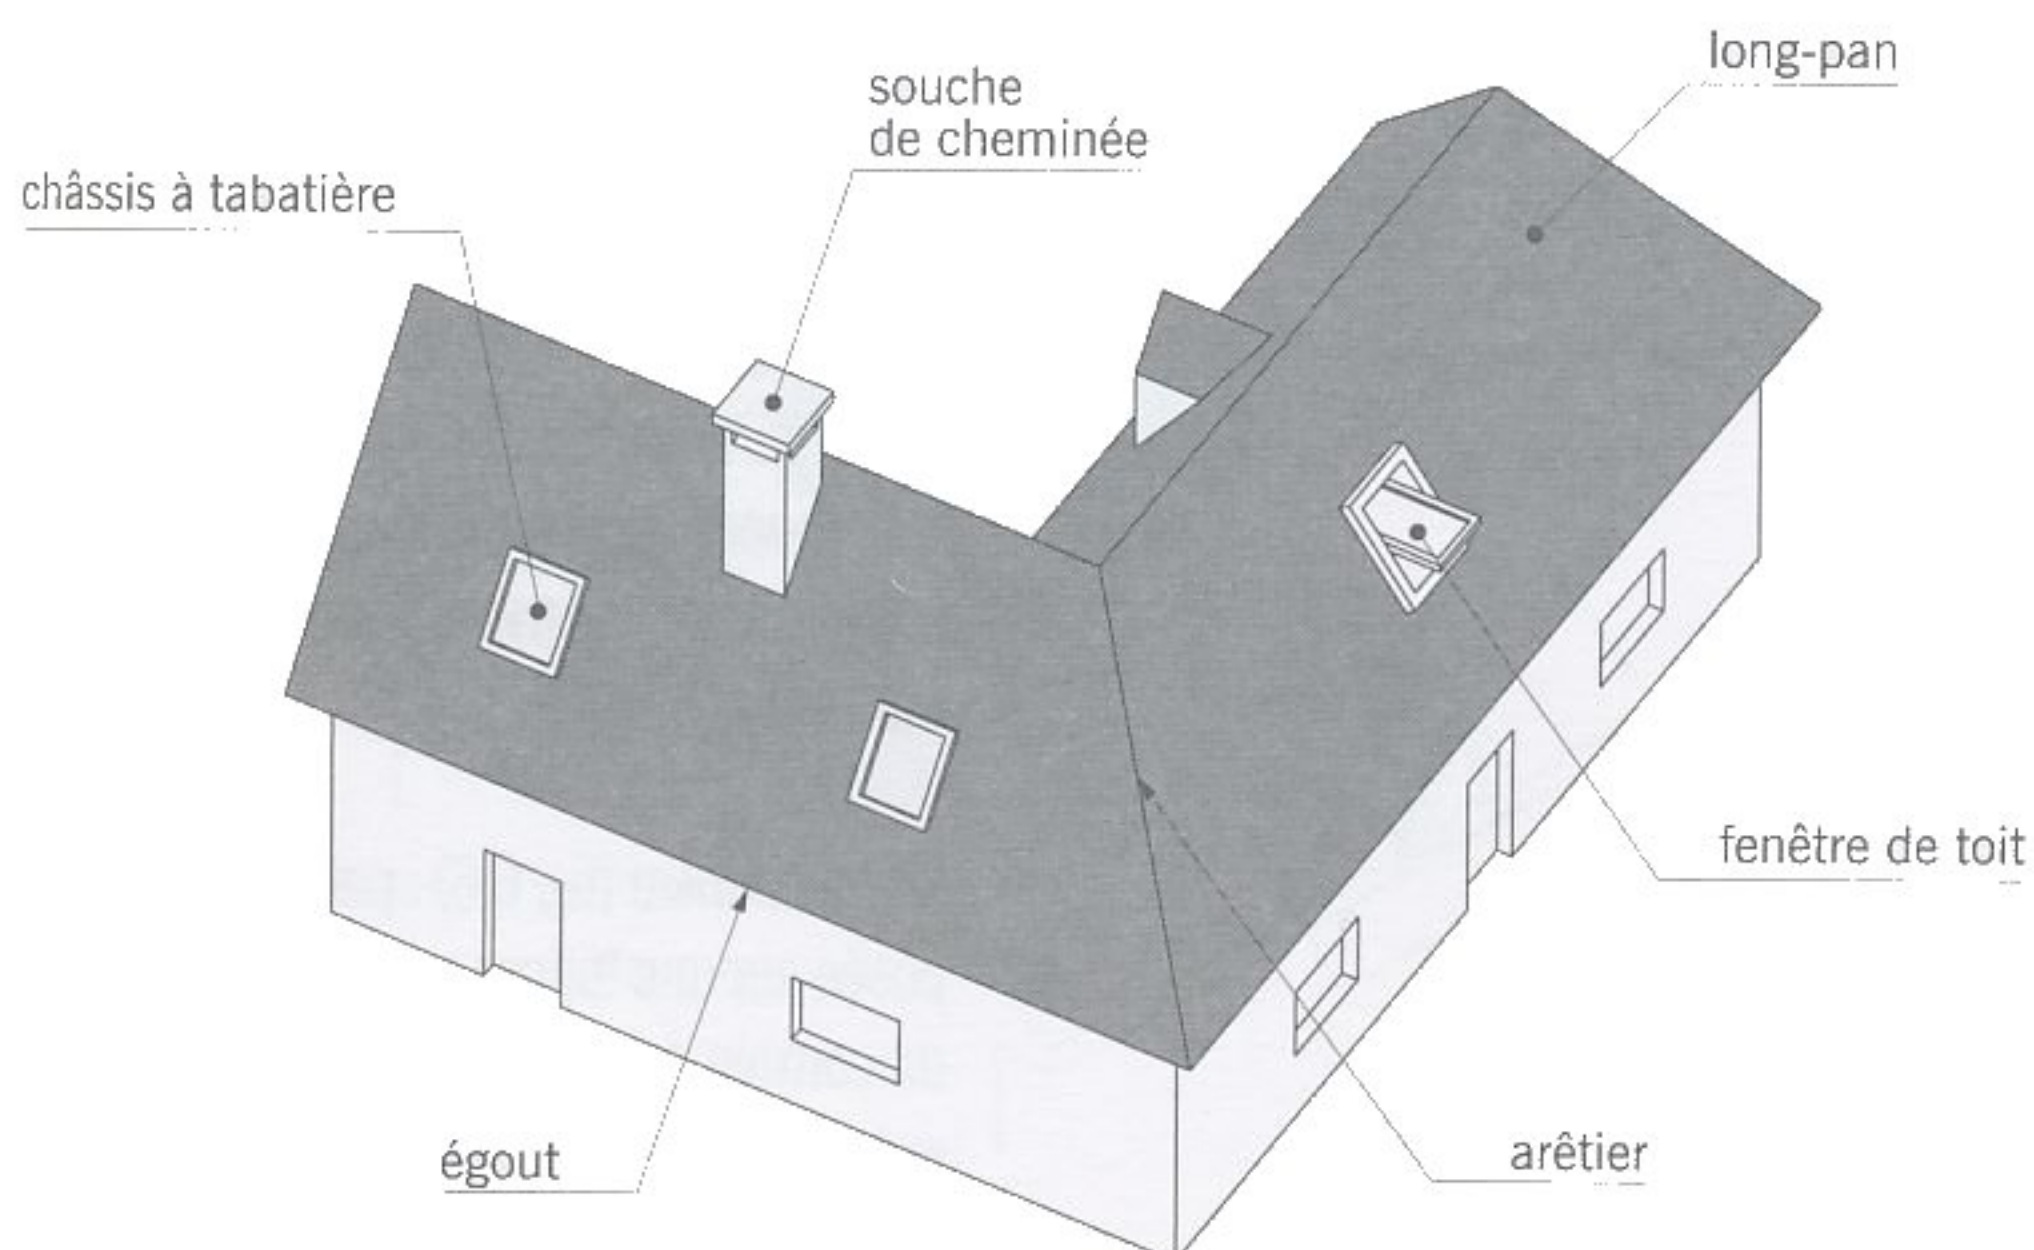 long-pan
souche
de cheminée
châssis à tabatière
fenêtre de toit
arêtier
égout